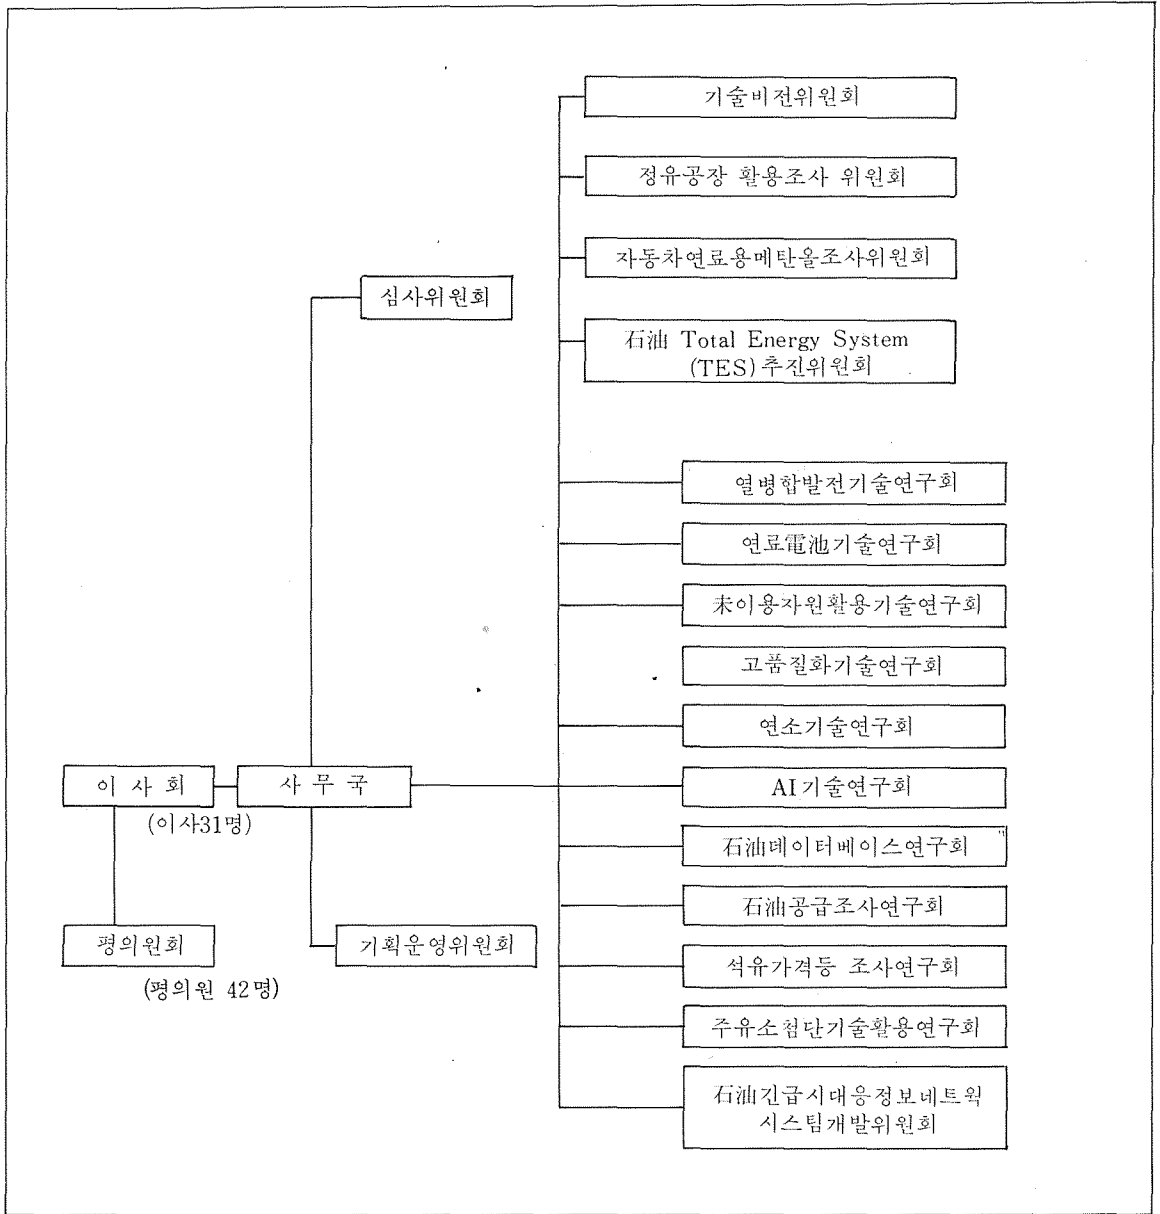 기술비전위원회
정유공장 활용조사 위원회
자동차연료용메탄올조사위원회
심사위원회
石油 Total Energy System
(TES)추진위원회
열병합발전기술연구회
연료電池기술연구회
未이용자원활용기술연구회
고품질화기술연구회
연소기술연구회
이 사 회
사 무 국
AI기술연구회
(이사31명)
石油데이터베이스연구회
石油공급조사연구회
평의원회
기획운영위원회
석유가격등 조사연구회
(평의원 42명)
주유소첨단기술활용연구회
石油긴급시대응정보네트웍
시스팀개발위원회